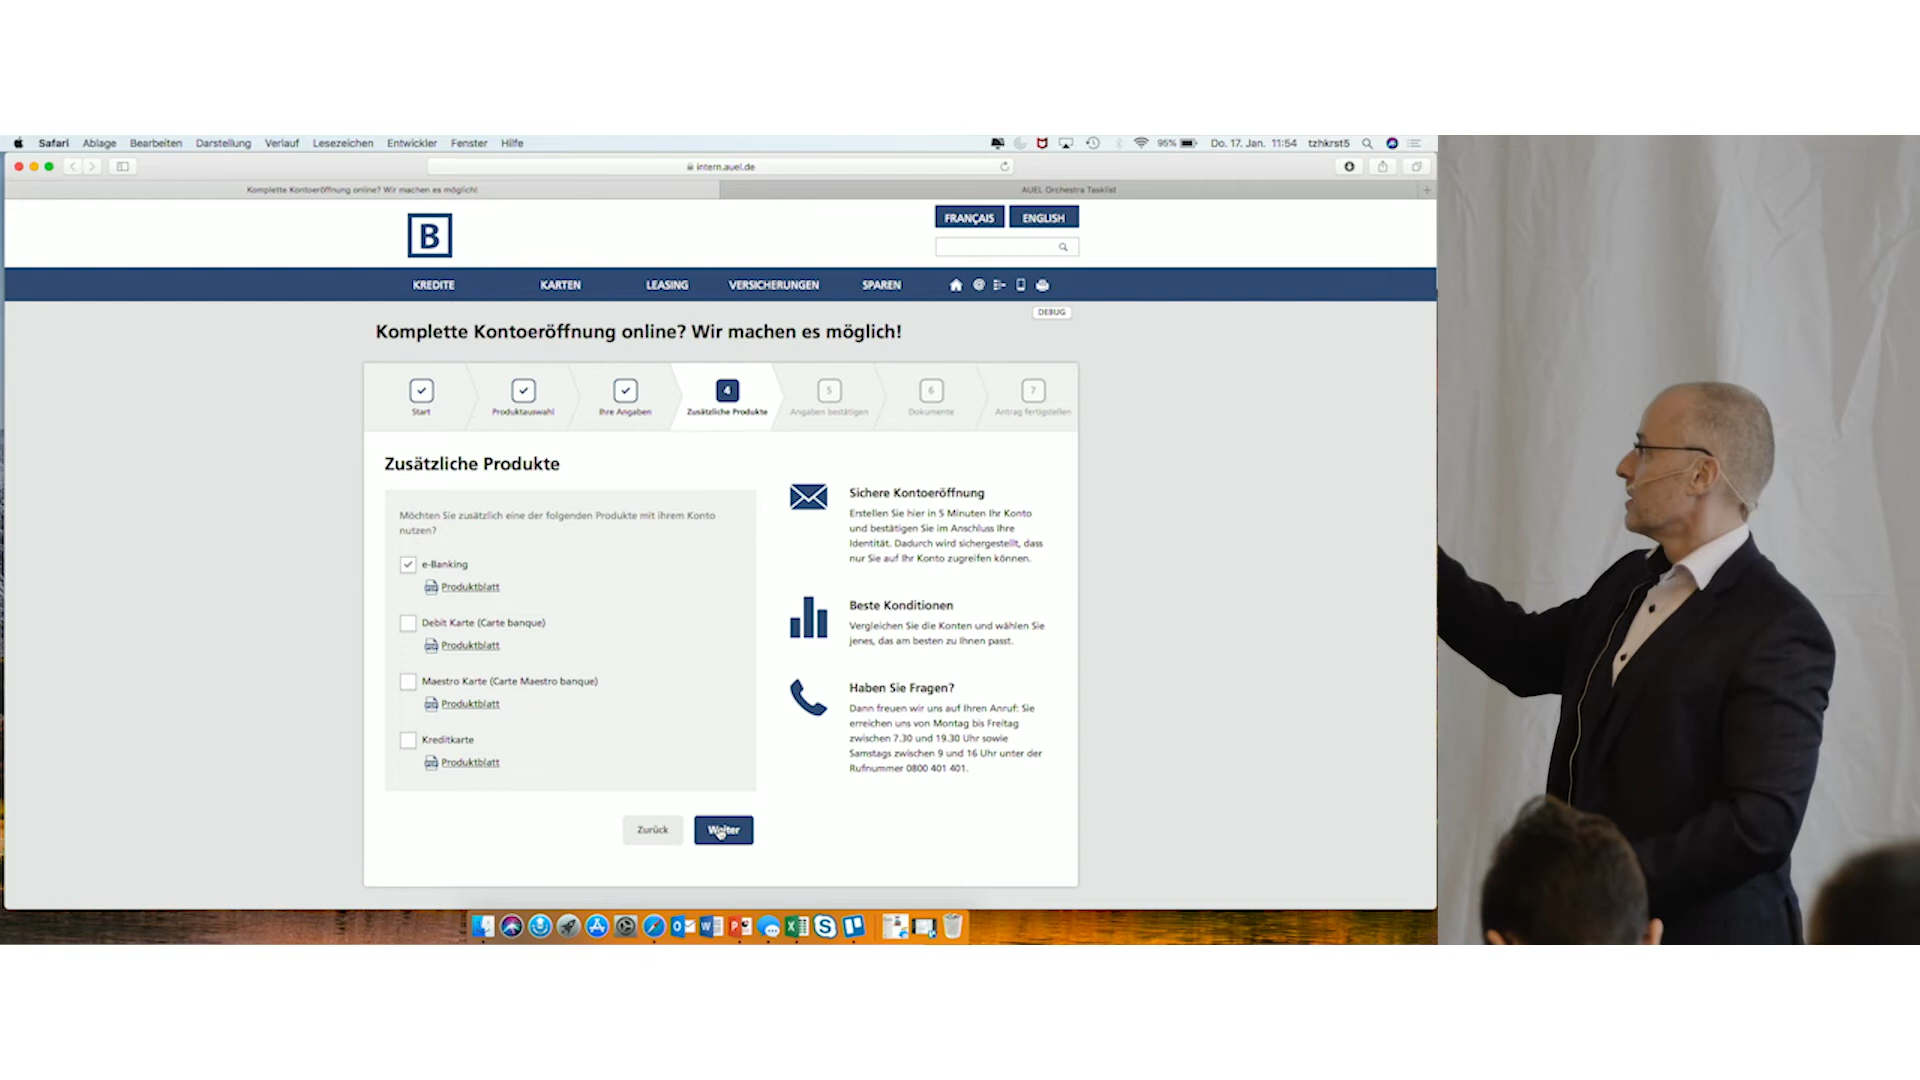 Safari Ablage Bearbeiten Darstellung Verlauf Lesezeichen Entwickler Fenster Hilfe 95% Do. 17. Jan. 11:54 tzhkrst5
intern.auel.de
Komplette Kontoeröffnung online? Wir machen es möglich! AUEL Orchestra Tasklist
B
FRANÇAIS ENGLISH
KREDITE KARTEN LEASING VERSICHERUNGEN SPAREN
DEBUG
Komplette Kontoeröffnung online? Wir machen es möglich!
4 5 6 7
Start Produktauswahl Ihre Angaben Zusätzliche Produkte Angaben bestätigen Dokumente Antrag fertigstellen
Zusätzliche Produkte
Möchten Sie zusätzlich eine der folgenden Produkte mit ihrem Konto
nutzen?
e-Banking
Produktblatt
Debit Karte (Carte banque)
Produktblatt
Maestro Karte (Carte Maestro banque)
Produktblatt
Kreditkarte
Produktblatt
Zurück Weiter
Sichere Kontoeröffnung
Erstellen Sie hier in 5 Minuten Ihr Konto
und bestätigen Sie im Anschluss Ihre
Identität. Dadurch wird sichergestellt, dass
nur Sie auf Ihr Konto zugreifen können.
Beste Konditionen
Vergleichen Sie die Konten und wählen Sie
jenes, das am besten zu Ihnen passt.
Haben Sie Fragen?
Dann freuen wir uns auf Ihren Anruf: Sie
erreichen uns von Montag bis Freitag
zwischen 7.30 und 19.30 Uhr sowie
Samstags zwischen 9 und 16 Uhr unter der
Rufnummer 0800 401 401.